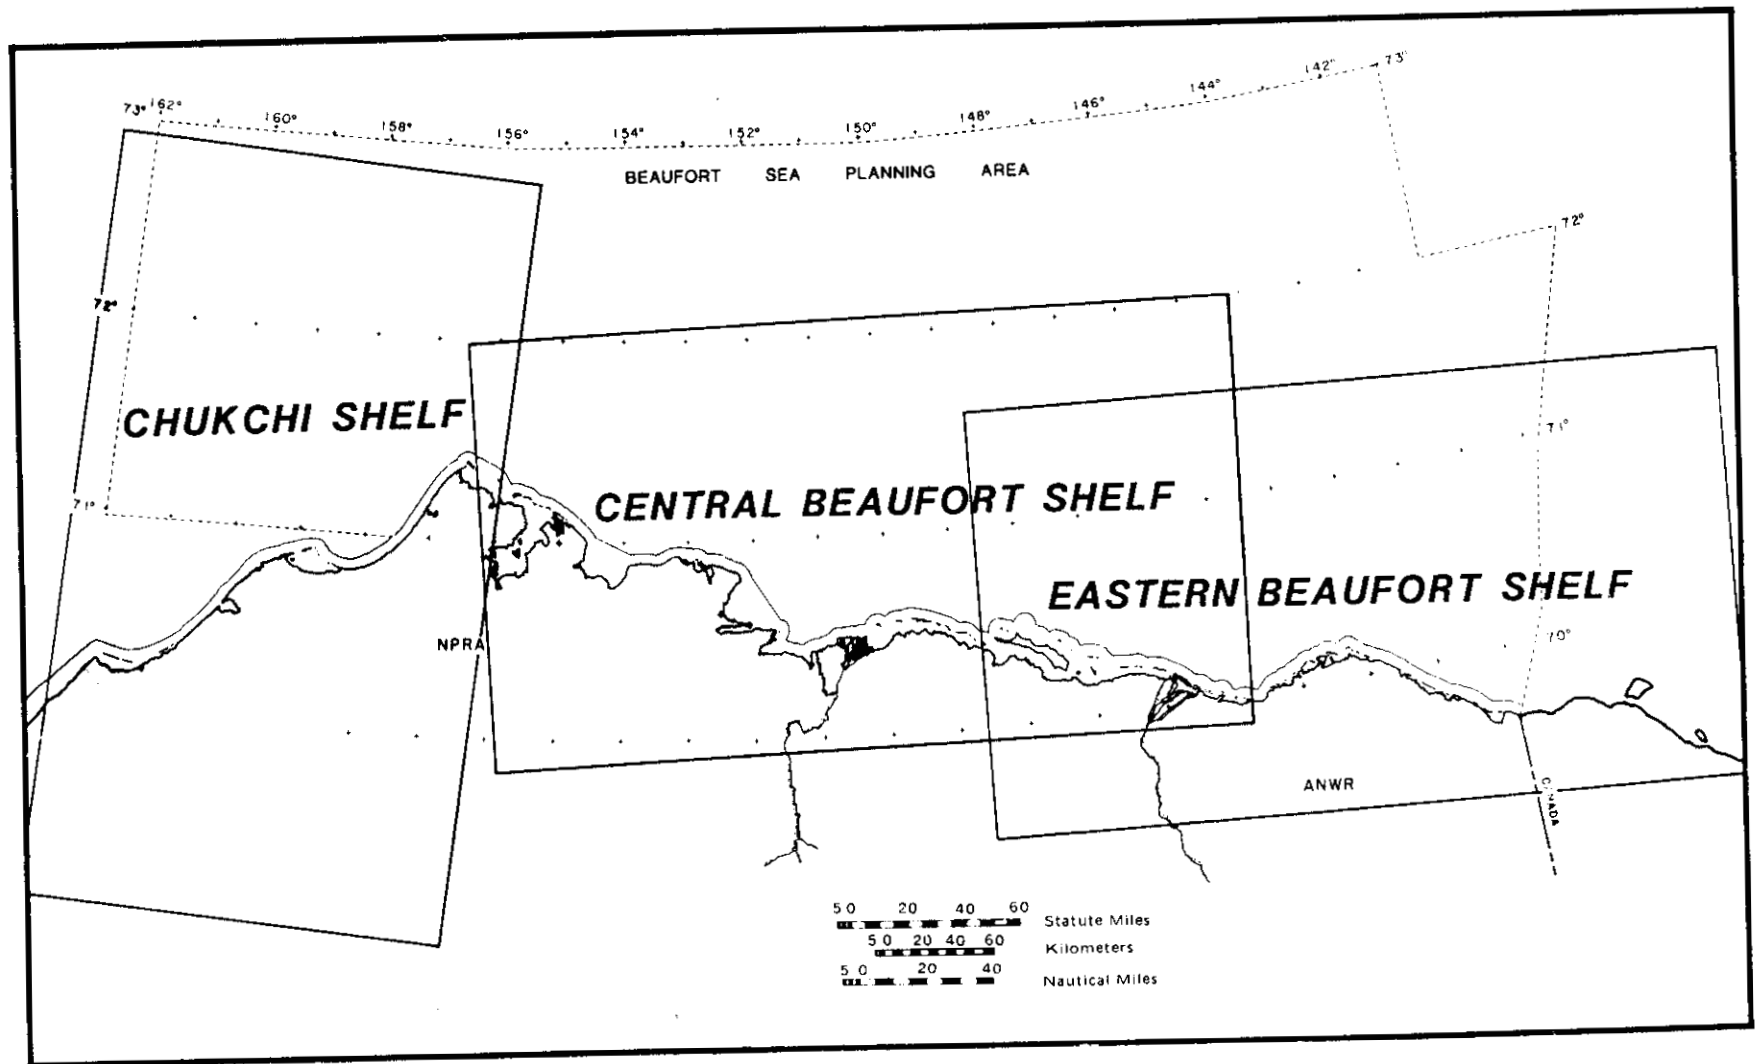 73° 162° 160° 158° 156° 154° 152° 150° 148° 146° 144° 142° 73°
BEAUFORT SEA PLANNING AREA
72°
72°
CHUKCHI SHELF
71°
71°
CENTRAL BEAUFORT SHELF
EASTERN BEAUFORT SHELF
70°
NPRA
ANWR
CANADA
5 0 20 40 60 Statute Miles
5 0 20 40 60 Kilometers
5 0 20 40 Nautical Miles